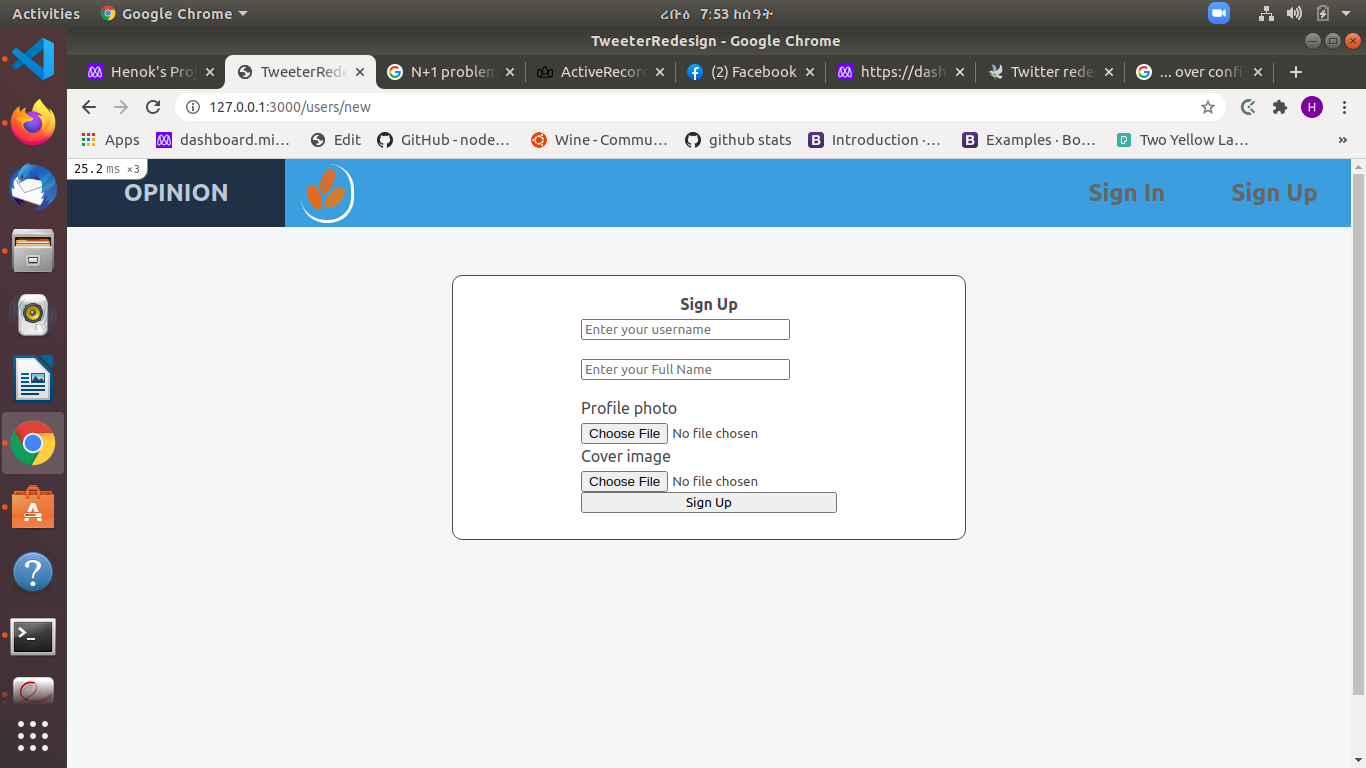 Activities Google Chrome ረቡዕ 7:53 ከሰዓት
TweeterRedesign - Google Chrome
Henok's Pro TweeterRede N+1 problem ActiveRecor (2) Facebook https://dash Twitter rede ... over confi
127.0.0.1:3000/users/new H
Apps dashboard.mi... Edit GitHub - node... Wine - Commu... github stats Introduction ·... Examples · Bo... Two Yellow La... »
25.2 ms ×3
OPINION Sign In Sign Up
Sign Up
Enter your username
Enter your Full Name
Profile photo
Choose File No file chosen
Cover image
Choose File No file chosen
Sign Up